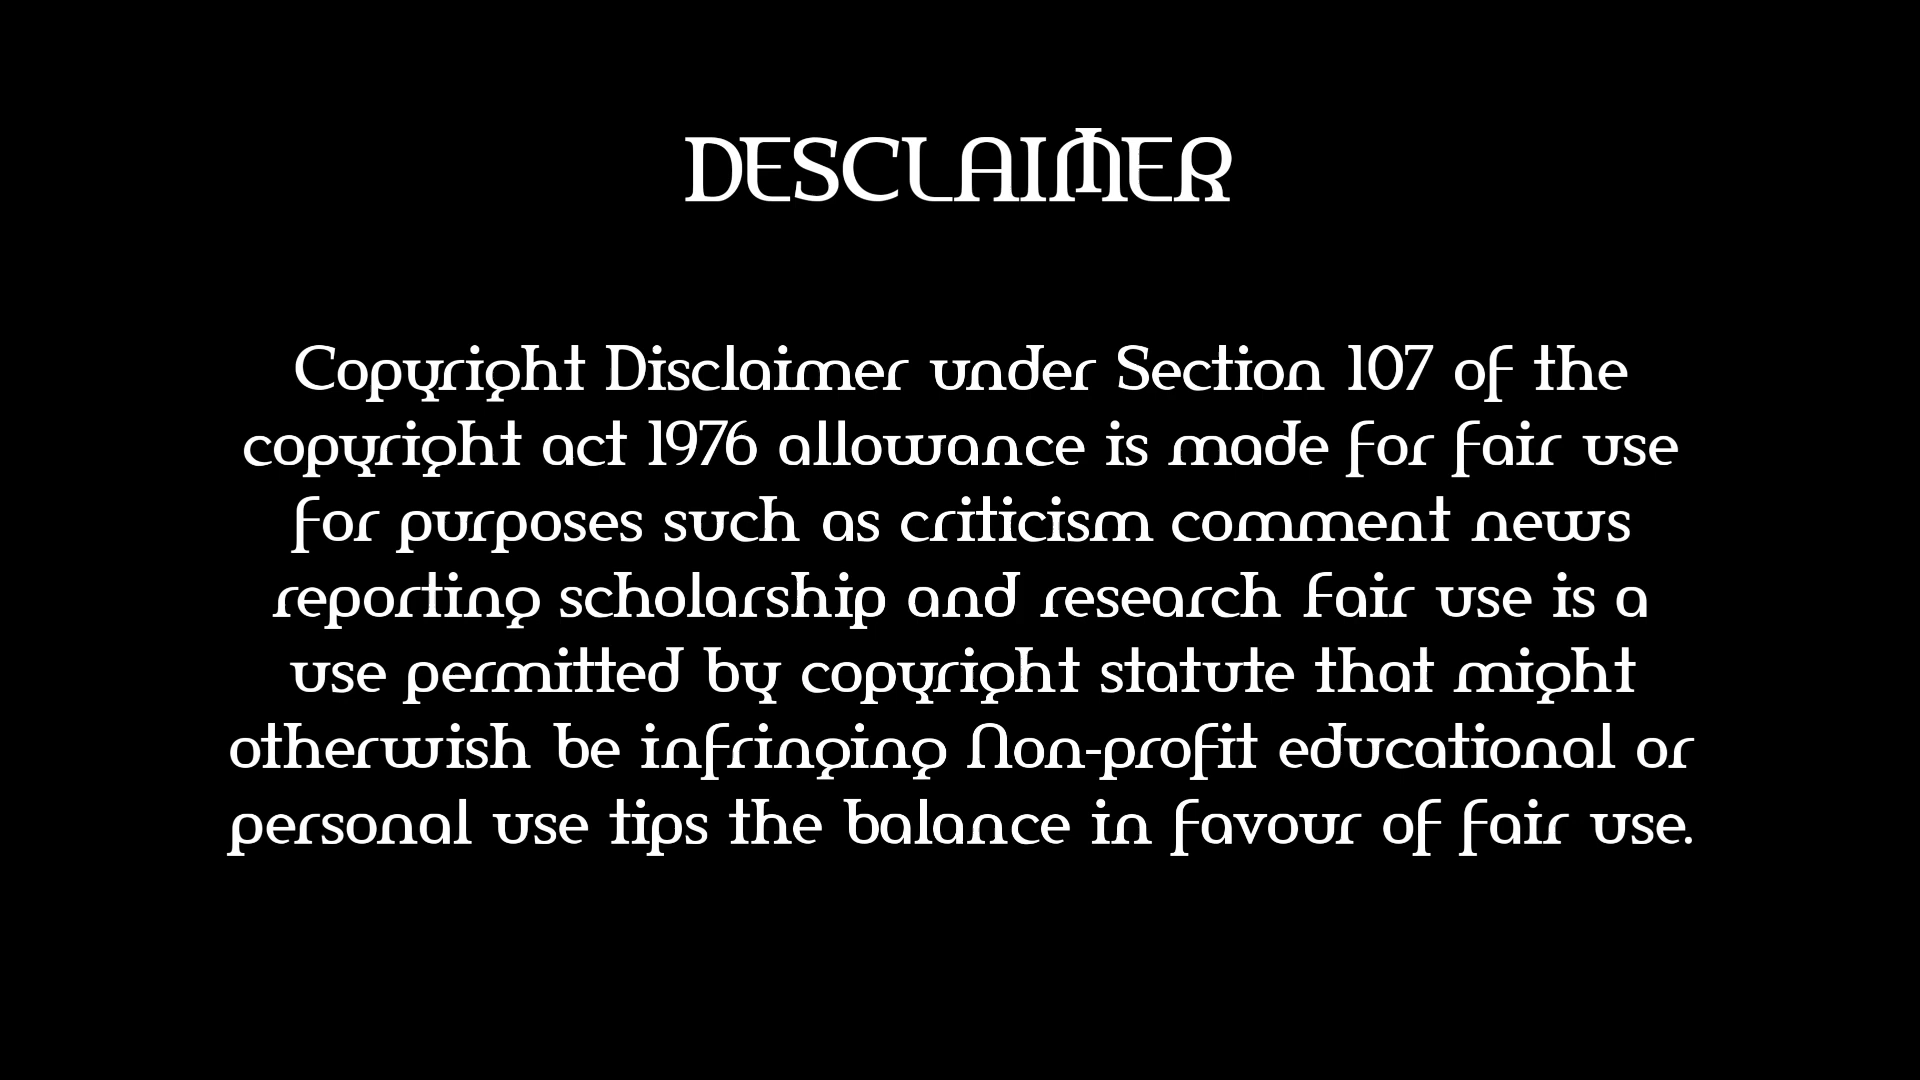 DESCLAIMER
Copyright Disclaimer under Section 107 of the
copyright act 1976 allowance is made for fair use
for purposes such as criticism comment news
reporting scholarship and research Fair use is a
use permitted by copyright statute that might
otherwish be infringing Non-profit educational or
personal use tips the balance in favour of fair use.